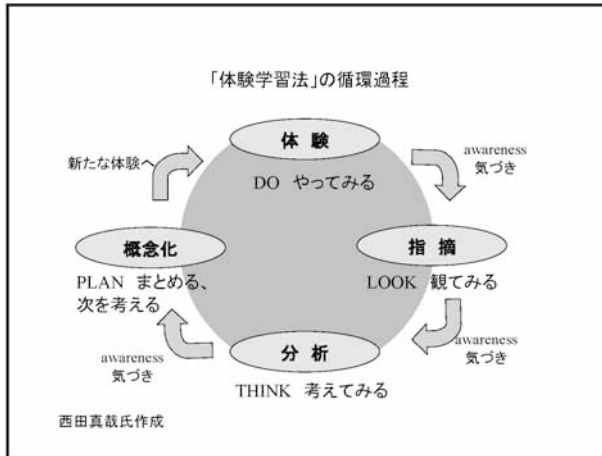 「体験学習法」の循環過程
体 験
DO やってみる
awareness
気づき
新たな体験へ
概念化
PLAN まとめる、
次を考える
指 摘
LOOK 観てみる
awareness
気づき
分 析
THINK 考えてみる
awareness
気づき
西田真哉氏作成